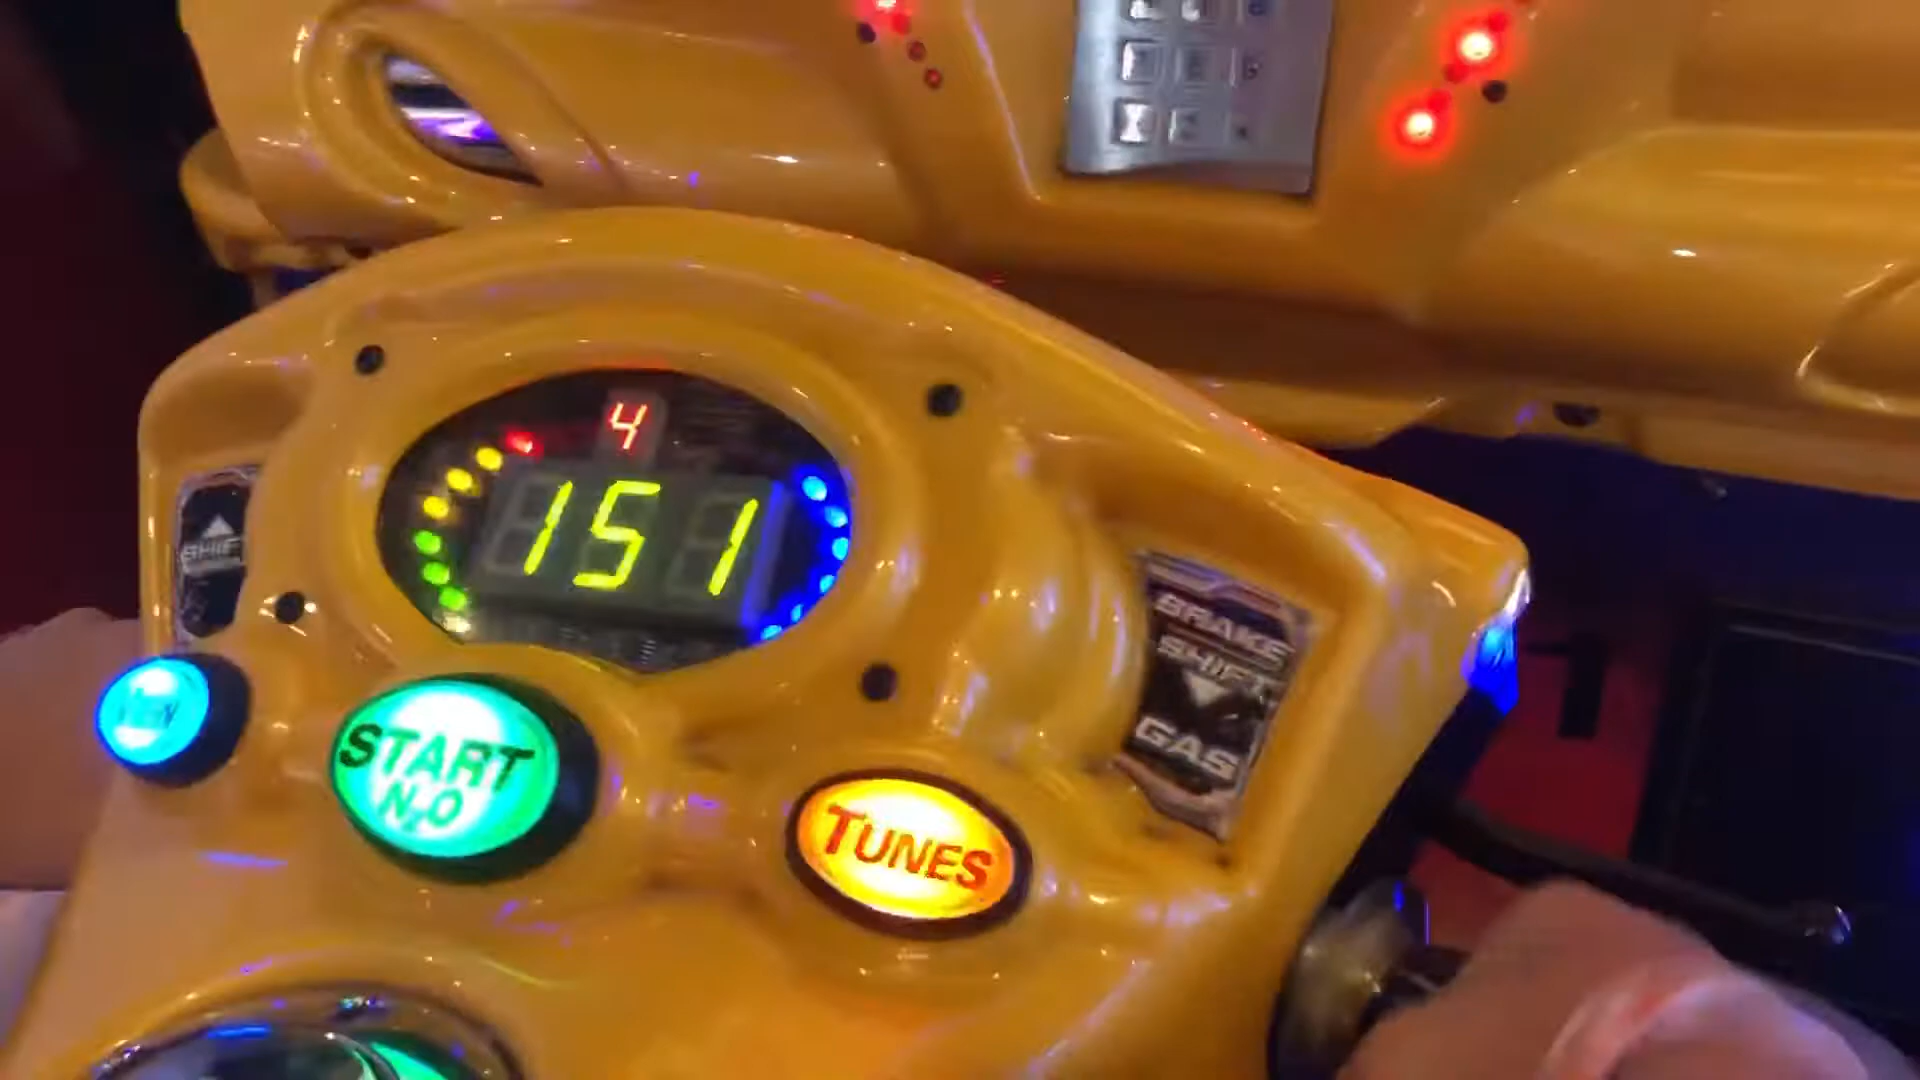 4
151
SHIFT
START
N₂O
TUNES
BRAKE
SHIFT
GAS